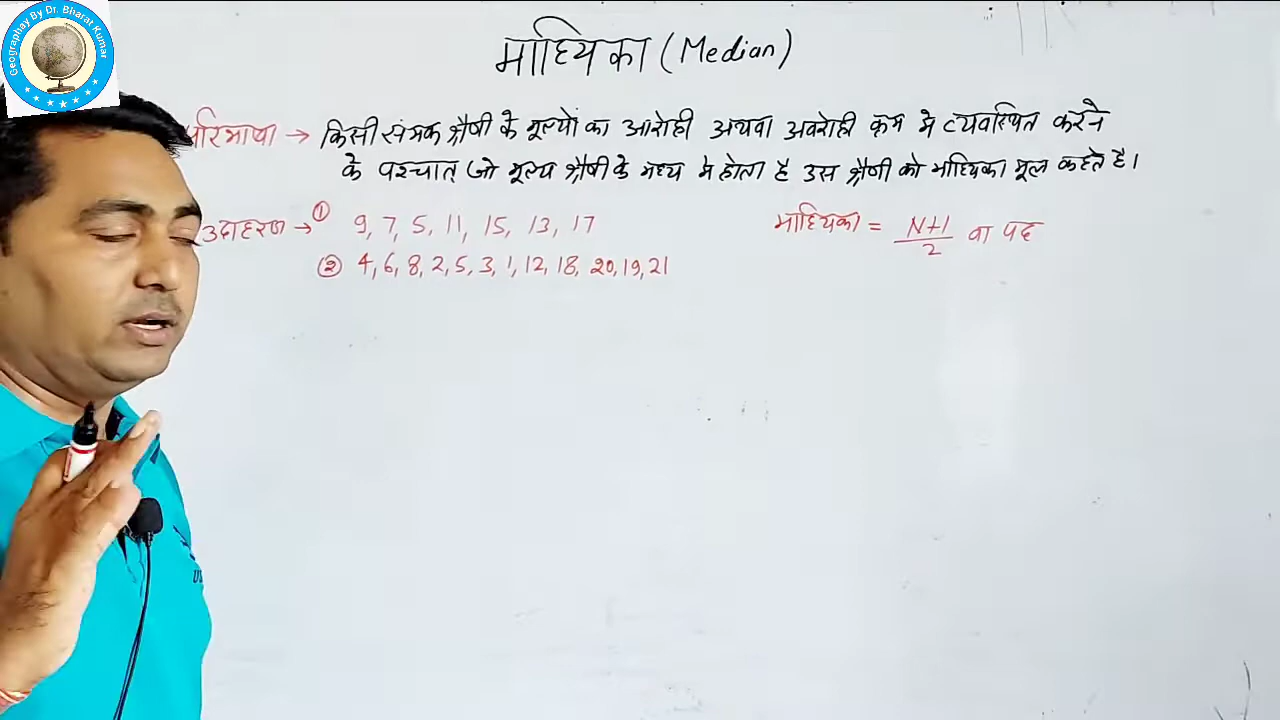 Geographay By Dr. Bharat Kumar
माध्यिका (Median)
परिभाषा → किसी संमक श्रैणी के मूल्यों का आरोही अथवा अवरोही क्रम मे व्यवस्थित करने
के पश्चात् जो मूल्य श्रैणी के मध्य मे होता है उस श्रैणी को माध्यिका मूल कहते है।
उदाहरण → ① 9, 7, 5, 11, 15, 13, 17
माध्यिका = N+1 / 2 वा पद
② 4, 6, 8, 2, 5, 3, 1, 12, 18, 20, 19, 21